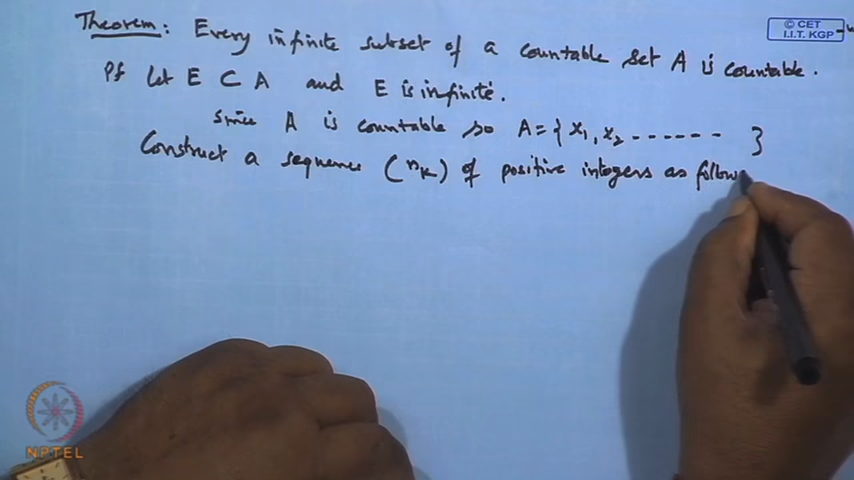 © CET
I.I.T. KGP
Theorem: Every infinite subset of a countable set A is countable.
Pf Let E ⊂ A and E is infinite.
Since A is countable so A = { x₁, x₂ ------ }
Construct a sequence (nₖ) of positive integers as follow
NPTEL